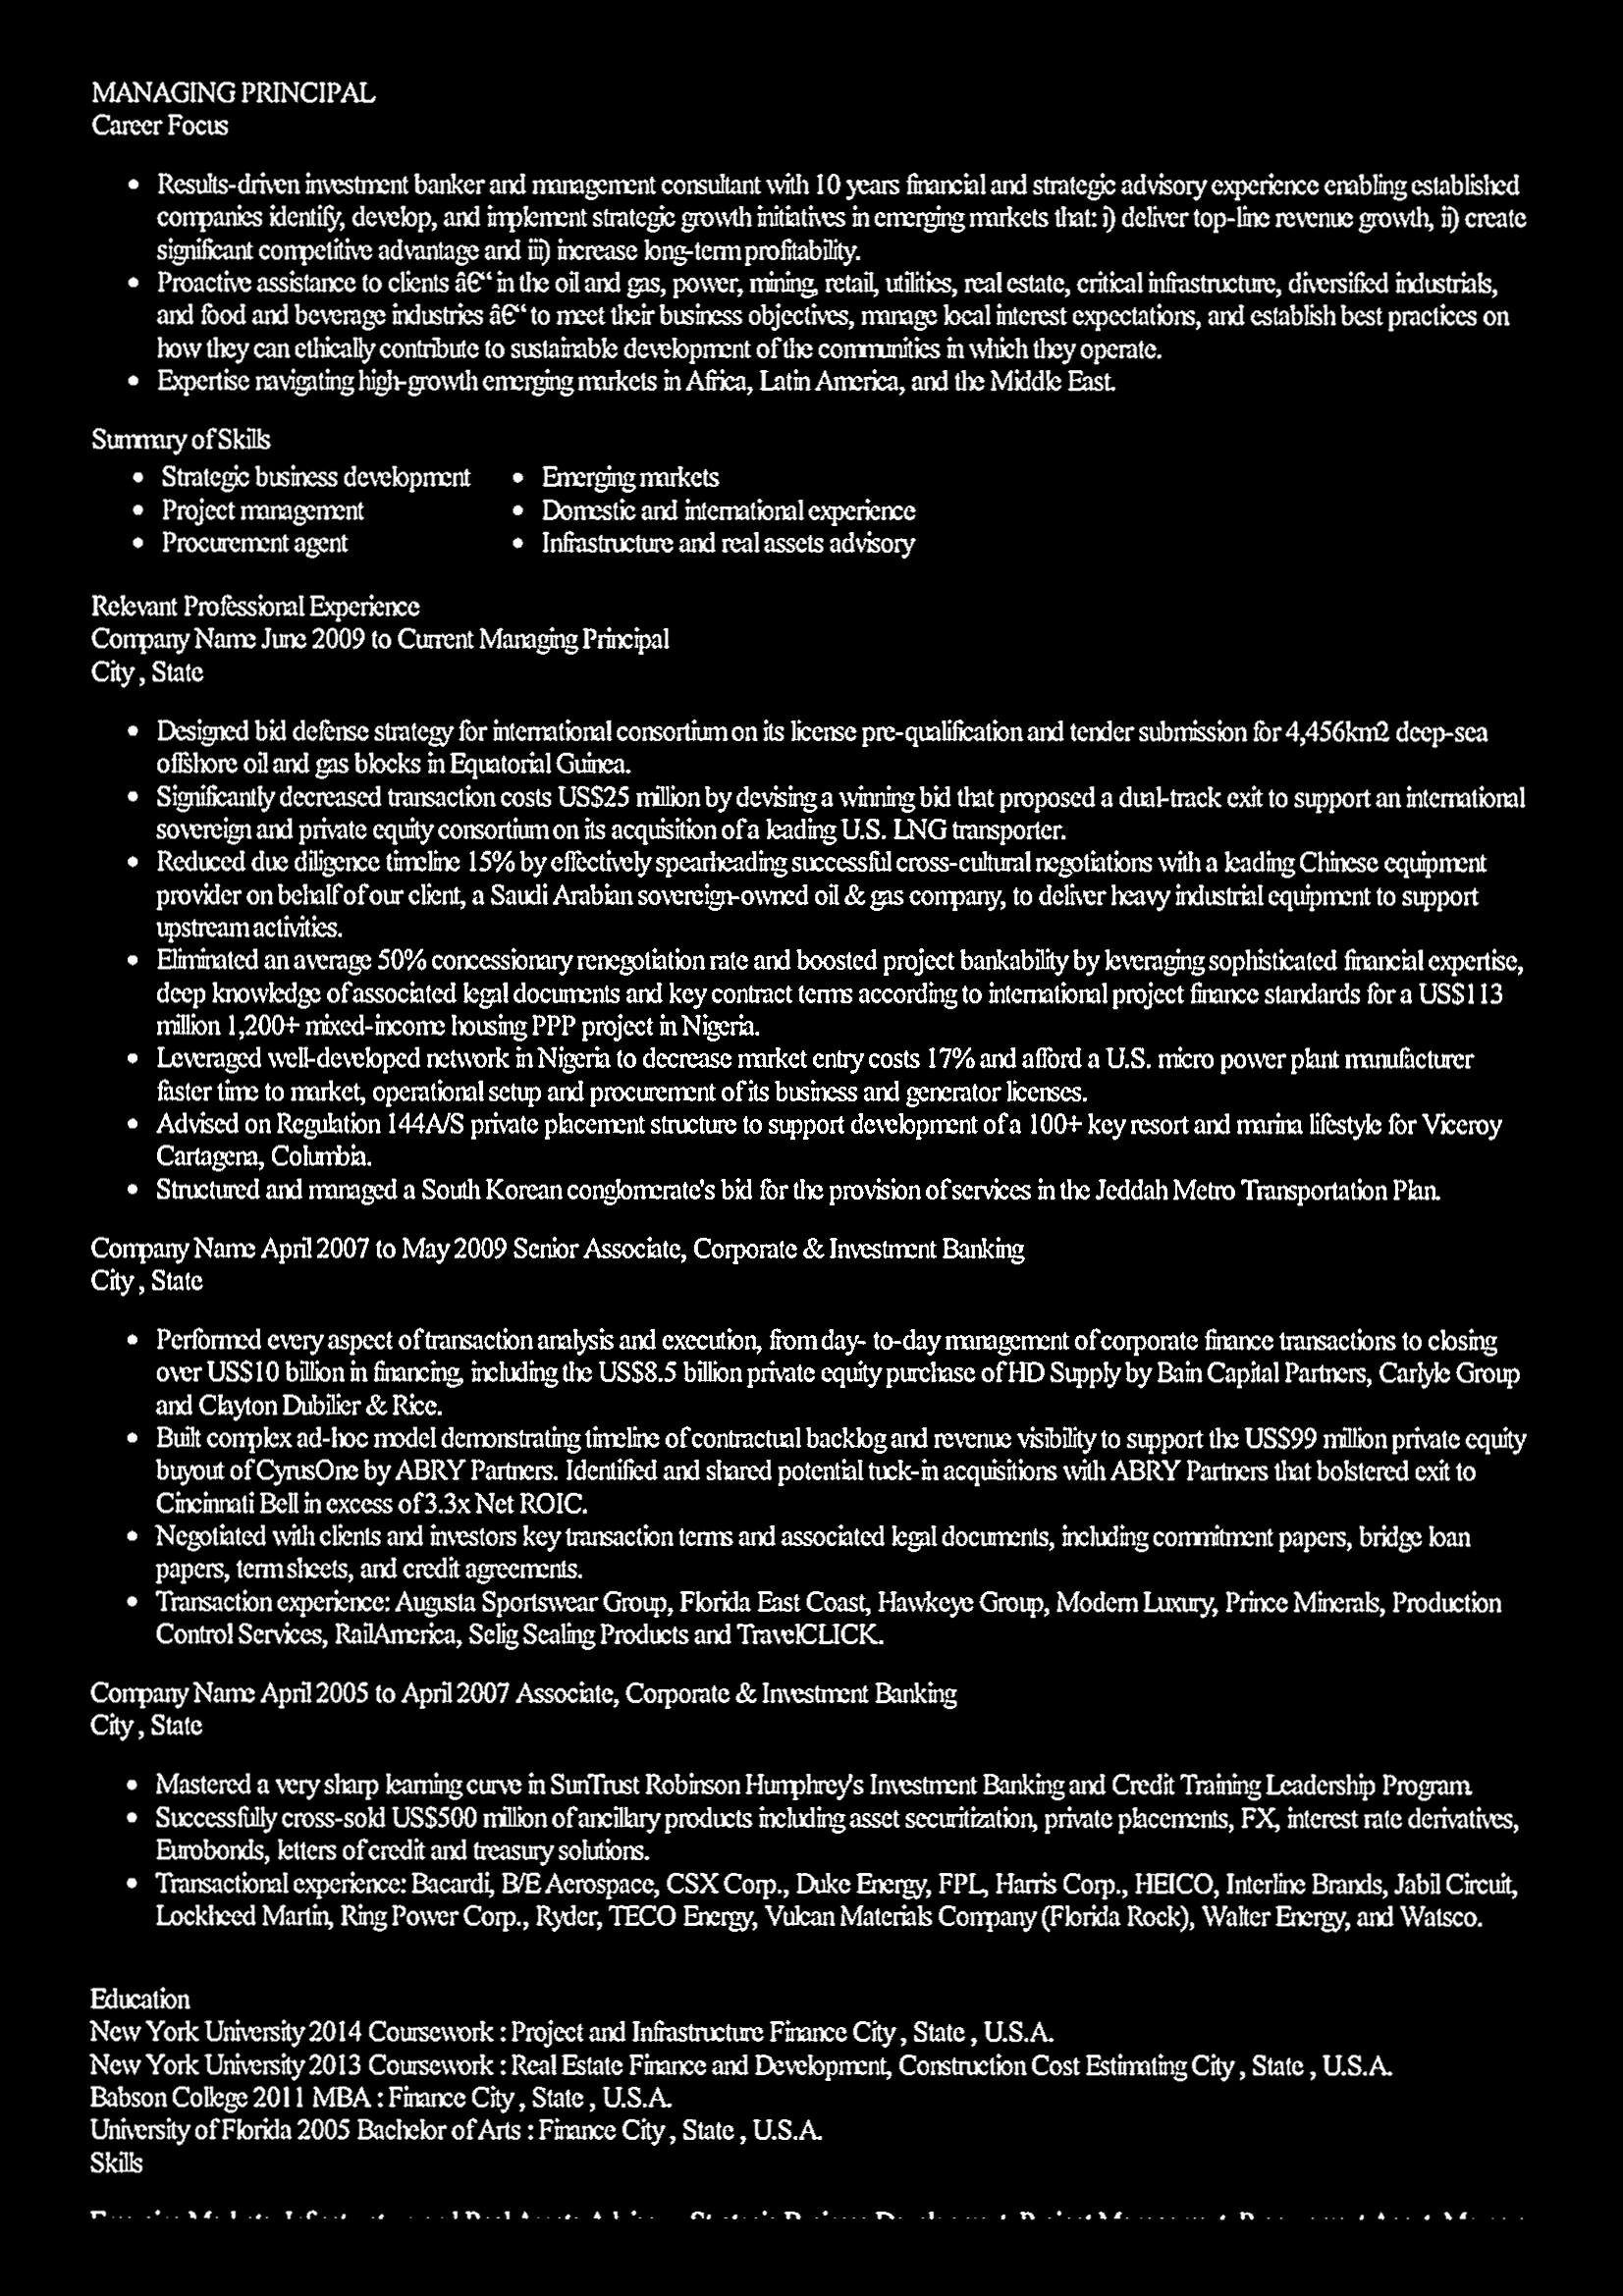 MANAGING PRINCIPAL
Career Focus
• Results-driven investment banker and management consultant with 10 years financial and strategic advisory experience enabling established
companies identify, develop, and implement strategic growth initiatives in emerging markets that: i) deliver top-line revenue growth, ii) create
significant competitive advantage and iii) increase long-term profitability.
• Proactive assistance to clients â€“ in the oil and gas, power, mining, retail, utilities, real estate, critical infrastructure, diversified industrials,
and food and beverage industries â€“ to meet their business objectives, manage local interest expectations, and establish best practices on
how they can ethically contribute to sustainable development of the communities in which they operate.
• Expertise navigating high-growth emerging markets in Africa, Latin America, and the Middle East.
Summary of Skills
• Strategic business development
• Project management
• Procurement agent
• Emerging markets
• Domestic and international experience
• Infrastructure and real assets advisory
Relevant Professional Experience
Company Name June 2009 to Current Managing Principal
City , State
• Designed bid defense strategy for international consortium on its license pre-qualification and tender submission for 4,456km2 deep-sea
offshore oil and gas blocks in Equatorial Guinea.
• Significantly decreased transaction costs US$25 million by devising a winning bid that proposed a dual-track exit to support an international
sovereign and private equity consortium on its acquisition of a leading U.S. LNG transporter.
• Reduced due diligence timeline 15% by effectively spearheading successful cross-cultural negotiations with a leading Chinese equipment
provider on behalf of our client, a Saudi Arabian sovereign-owned oil & gas company, to deliver heavy industrial equipment to support
upstream activities.
• Eliminated an average 50% concessionary renegotiation rate and boosted project bankability by leveraging sophisticated financial expertise,
deep knowledge of associated legal documents and key contract terms according to international project finance standards for a US$113
million 1,200+ mixed-income housing PPP project in Nigeria.
• Leveraged well-developed network in Nigeria to decrease market entry costs 17% and afford a U.S. micro power plant manufacturer
faster time to market, operational setup and procurement of its business and generator licenses.
• Advised on Regulation 144A/S private placement structure to support development of a 100+ key resort and marina lifestyle for Viceroy
Cartagena, Columbia.
• Structured and managed a South Korean conglomerate's bid for the provision of services in the Jeddah Metro Transportation Plan.
Company Name April 2007 to May 2009 Senior Associate, Corporate & Investment Banking
City , State
• Performed every aspect of transaction analysis and execution, from day- to-day management of corporate finance transactions to closing
over US$10 billion in financing, including the US$8.5 billion private equity purchase of HD Supply by Bain Capital Partners, Carlyle Group
and Clayton Dubilier & Rice.
• Built complex ad-hoc model demonstrating timeline of contractual backlog and revenue visibility to support the US$99 million private equity
buyout of CyrusOne by ABRY Partners. Identified and shared potential tuck-in acquisitions with ABRY Partners that bolstered exit to
Cincinnati Bell in excess of 3.3x Net ROIC.
• Negotiated with clients and investors key transaction terms and associated legal documents, including commitment papers, bridge loan
papers, term sheets, and credit agreements.
• Transaction experience: Augusta Sportswear Group, Florida East Coast, Hawkeye Group, Modern Luxury, Prince Minerals, Production
Control Services, RailAmerica, Selig Sealing Products and TravelCLICK.
Company Name April 2005 to April 2007 Associate, Corporate & Investment Banking
City , State
• Mastered a very sharp learning curve in SunTrust Robinson Humphrey's Investment Banking and Credit Training Leadership Program.
• Successfully cross-sold US$500 million of ancillary products including asset securitization, private placements, FX, interest rate derivatives,
Eurobonds, letters of credit and treasury solutions.
• Transactional experience: Bacardi, B/E Aerospace, CSX Corp., Duke Energy, FPL, Harris Corp., HEICO, Interline Brands, Jabil Circuit,
Lockheed Martin, Ring Power Corp., Ryder, TECO Energy, Vulcan Materials Company (Florida Rock), Walter Energy, and Watsco.
Education
New York University 2014 Coursework : Project and Infrastructure Finance City , State , U.S.A.
New York University 2013 Coursework : Real Estate Finance and Development, Construction Cost Estimating City , State , U.S.A.
Babson College 2011 MBA : Finance City , State , U.S.A.
University of Florida 2005 Bachelor of Arts : Finance City , State , U.S.A.
Skills